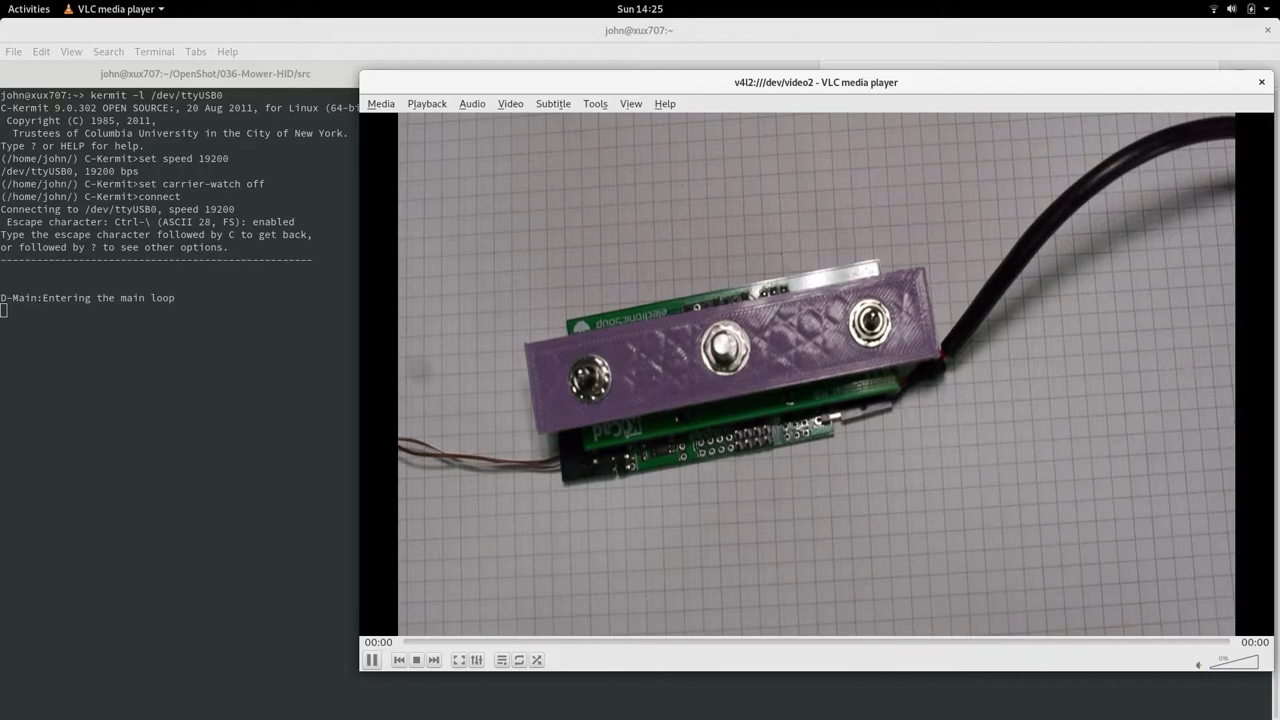 Activities VLC media player Sun 14:25
john@xux707:~
File Edit View Search Terminal Tabs Help
john@xux707:~/OpenShot/036-Mower-HID/src
john@xux707:~> kermit -l /dev/ttyUSB0
C-Kermit 9.0.302 OPEN SOURCE:, 20 Aug 2011, for Linux (64-bi
Copyright (C) 1985, 2011,
Trustees of Columbia University in the City of New York.
Type ? or HELP for help.
(/home/john/) C-Kermit>set speed 19200
/dev/ttyUSB0, 19200 bps
(/home/john/) C-Kermit>set carrier-watch off
(/home/john/) C-Kermit>connect
Connecting to /dev/ttyUSB0, speed 19200
Escape character: Ctrl-\ (ASCII 28, FS): enabled
Type the escape character followed by C to get back,
or followed by ? to see other options.
----------------------------------------------------
D-Main:Entering the main loop
v4l2:///dev/video2 - VLC media player
Media Playback Audio Video Subtitle Tools View Help
electronicSoup
KiCad
00:00 00:00
0%